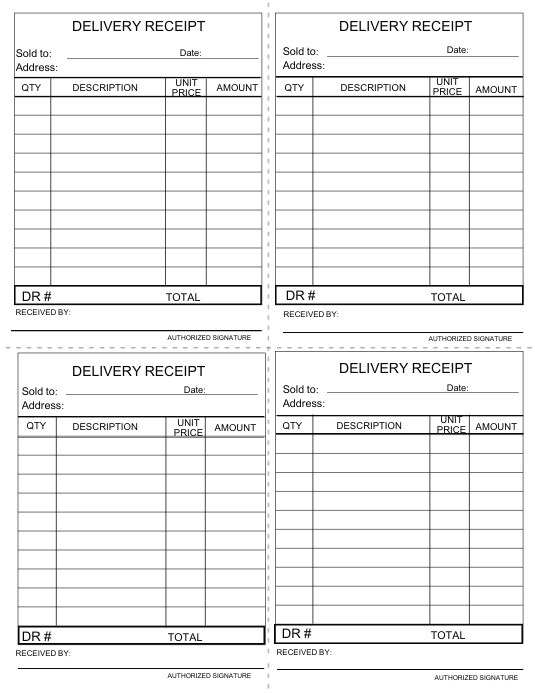 DELIVERY RECEIPT
Sold to: Date:
Address:
QTY DESCRIPTION UNIT PRICE AMOUNT
DR # TOTAL
RECEIVED BY:
AUTHORIZED SIGNATURE
DELIVERY RECEIPT
Sold to: Date:
Address:
QTY DESCRIPTION UNIT PRICE AMOUNT
DR # TOTAL
RECEIVED BY:
AUTHORIZED SIGNATURE
DELIVERY RECEIPT
Sold to: Date:
Address:
QTY DESCRIPTION UNIT PRICE AMOUNT
DR # TOTAL
RECEIVED BY:
AUTHORIZED SIGNATURE
DELIVERY RECEIPT
Sold to: Date:
Address:
QTY DESCRIPTION UNIT PRICE AMOUNT
DR # TOTAL
RECEIVED BY:
AUTHORIZED SIGNATURE